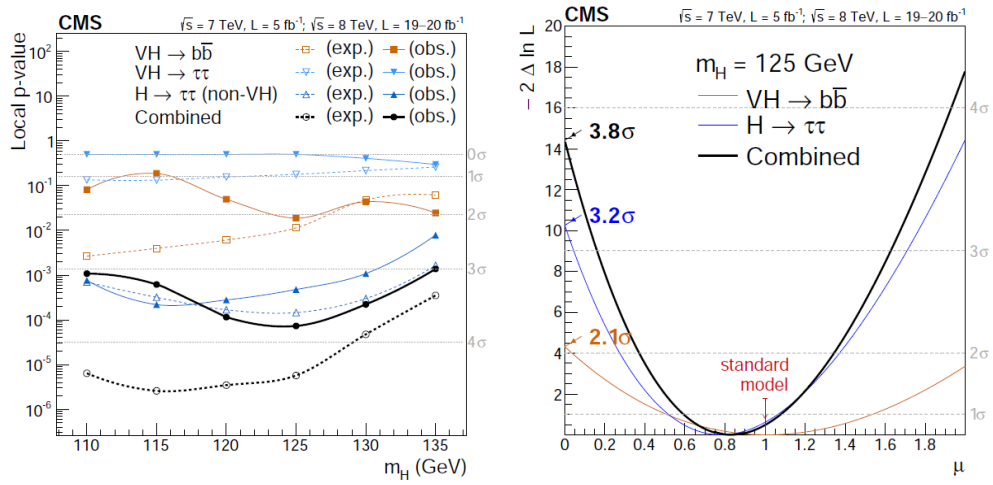 CMS
√s = 7 TeV, L = 5 fb⁻¹; √s = 8 TeV, L = 19–20 fb⁻¹
Local p-value
10²
10
1
10⁻¹
10⁻²
10⁻³
10⁻⁴
10⁻⁵
10⁻⁶
VH → bb̅ (exp.) (obs.)
VH → ττ (exp.) (obs.)
H → ττ (non-VH) (exp.) (obs.)
Combined (exp.) (obs.)
0σ
1σ
2σ
3σ
4σ
110 115 120 125 130 135
m_H (GeV)
CMS
√s = 7 TeV, L = 5 fb⁻¹; √s = 8 TeV, L = 19–20 fb⁻¹
− 2 Δ ln L
20
18
16
14
12
10
8
6
4
2
m_H = 125 GeV
VH → bb̅
H → ττ
Combined
3.8σ
3.2σ
2.1σ
standard
model
4σ
3σ
2σ
1σ
0 0.2 0.4 0.6 0.8 1 1.2 1.4 1.6 1.8
μ